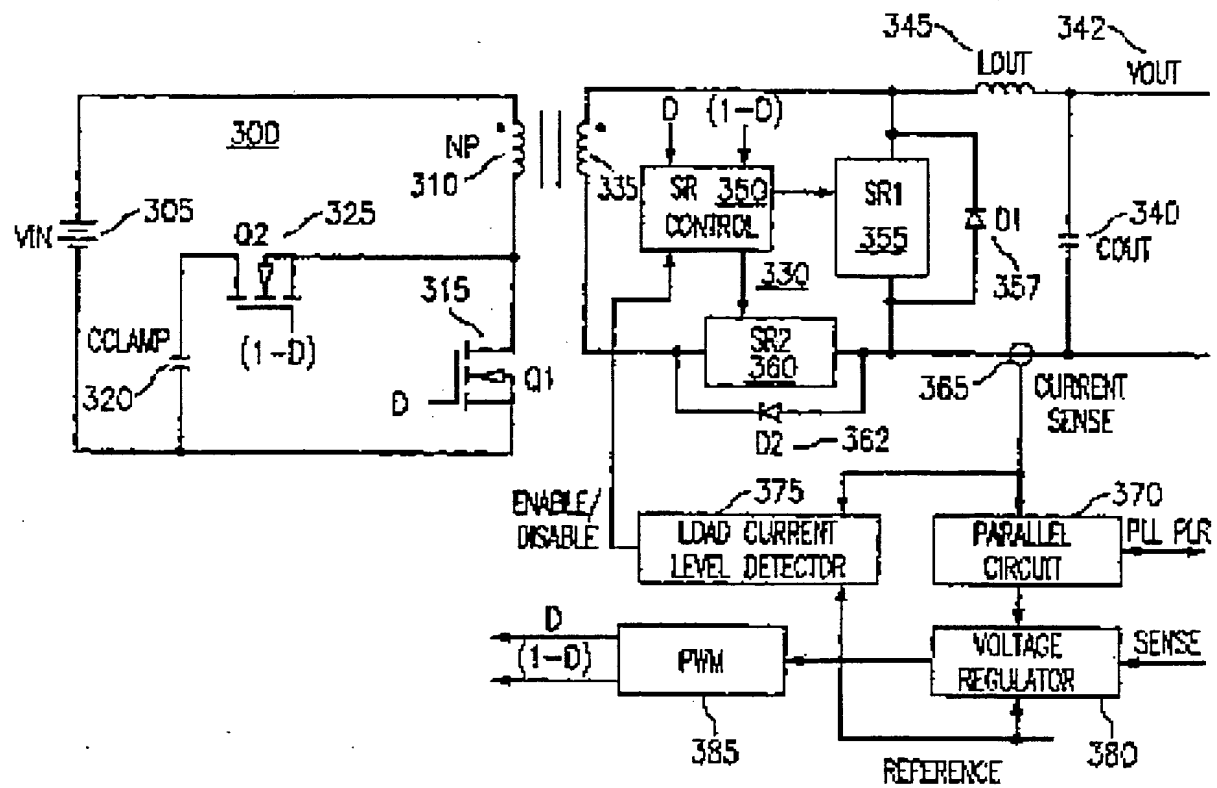 345
342
LOUT
VOUT
D
(1-D)
300
NP
310
335
SR
350
CONTROL
SR1
355
D1
357
340
COUT
VIN
305
Q2
325
330
315
CCLAMP
320
(1-D)
D
Q1
SR2
360
D2
362
365
CURRENT
SENSE
ENABLE/
DISABLE
375
LOAD CURRENT
LEVEL DETECTOR
370
PARALLEL
CIRCUIT
PLL PLR
D
(1-D)
PWM
385
VOLTAGE
REGULATOR
380
SENSE
REFERENCE